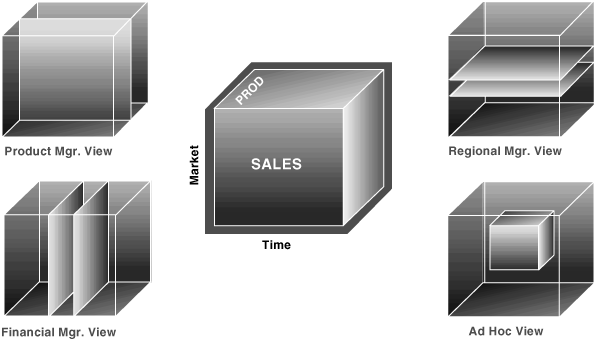 PROD
SALES
Market
Time
Product Mgr. View
Regional Mgr. View
Financial Mgr. View
Ad Hoc View